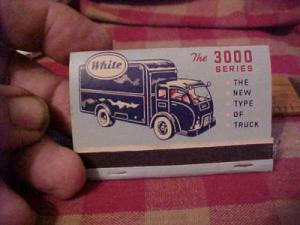 White
The 3000
SERIES
THE
NEW
TYPE
OF
TRUCK